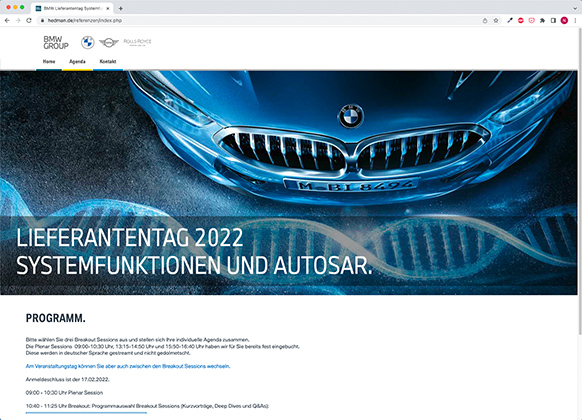 BMW Lieferantentag Systemf
hedman.de/referenzen/index.php
BMW
GROUP
ROLLS-ROYCE
Home
Agenda
Kontakt
M BI 8494
LIEFERANTENTAG 2022
SYSTEMFUNKTIONEN UND AUTOSAR.
PROGRAMM.
Bitte wählen Sie drei Breakout Sessions aus und stellen sich Ihre individuelle Agenda zusammen.
Die Plenar Sessions 09:00-10:30 Uhr, 13:15-14:50 Uhr und 15:50-16:40 Uhr haben wir für Sie bereits fest eingebucht.
Diese werden in deutscher Sprache gestreamt und nicht gedolmetscht.
Am Veranstaltungstag können Sie aber auch zwischen den Breakout Sessions wechseln.
Anmeldeschluss ist der 17.02.2022.
09:00 - 10:30 Uhr Plenar Session
10:40 - 11:25 Uhr Breakout: Programmauswahl Breakout Sessions (Kurzvorträge, Deep Dives und Q&As):